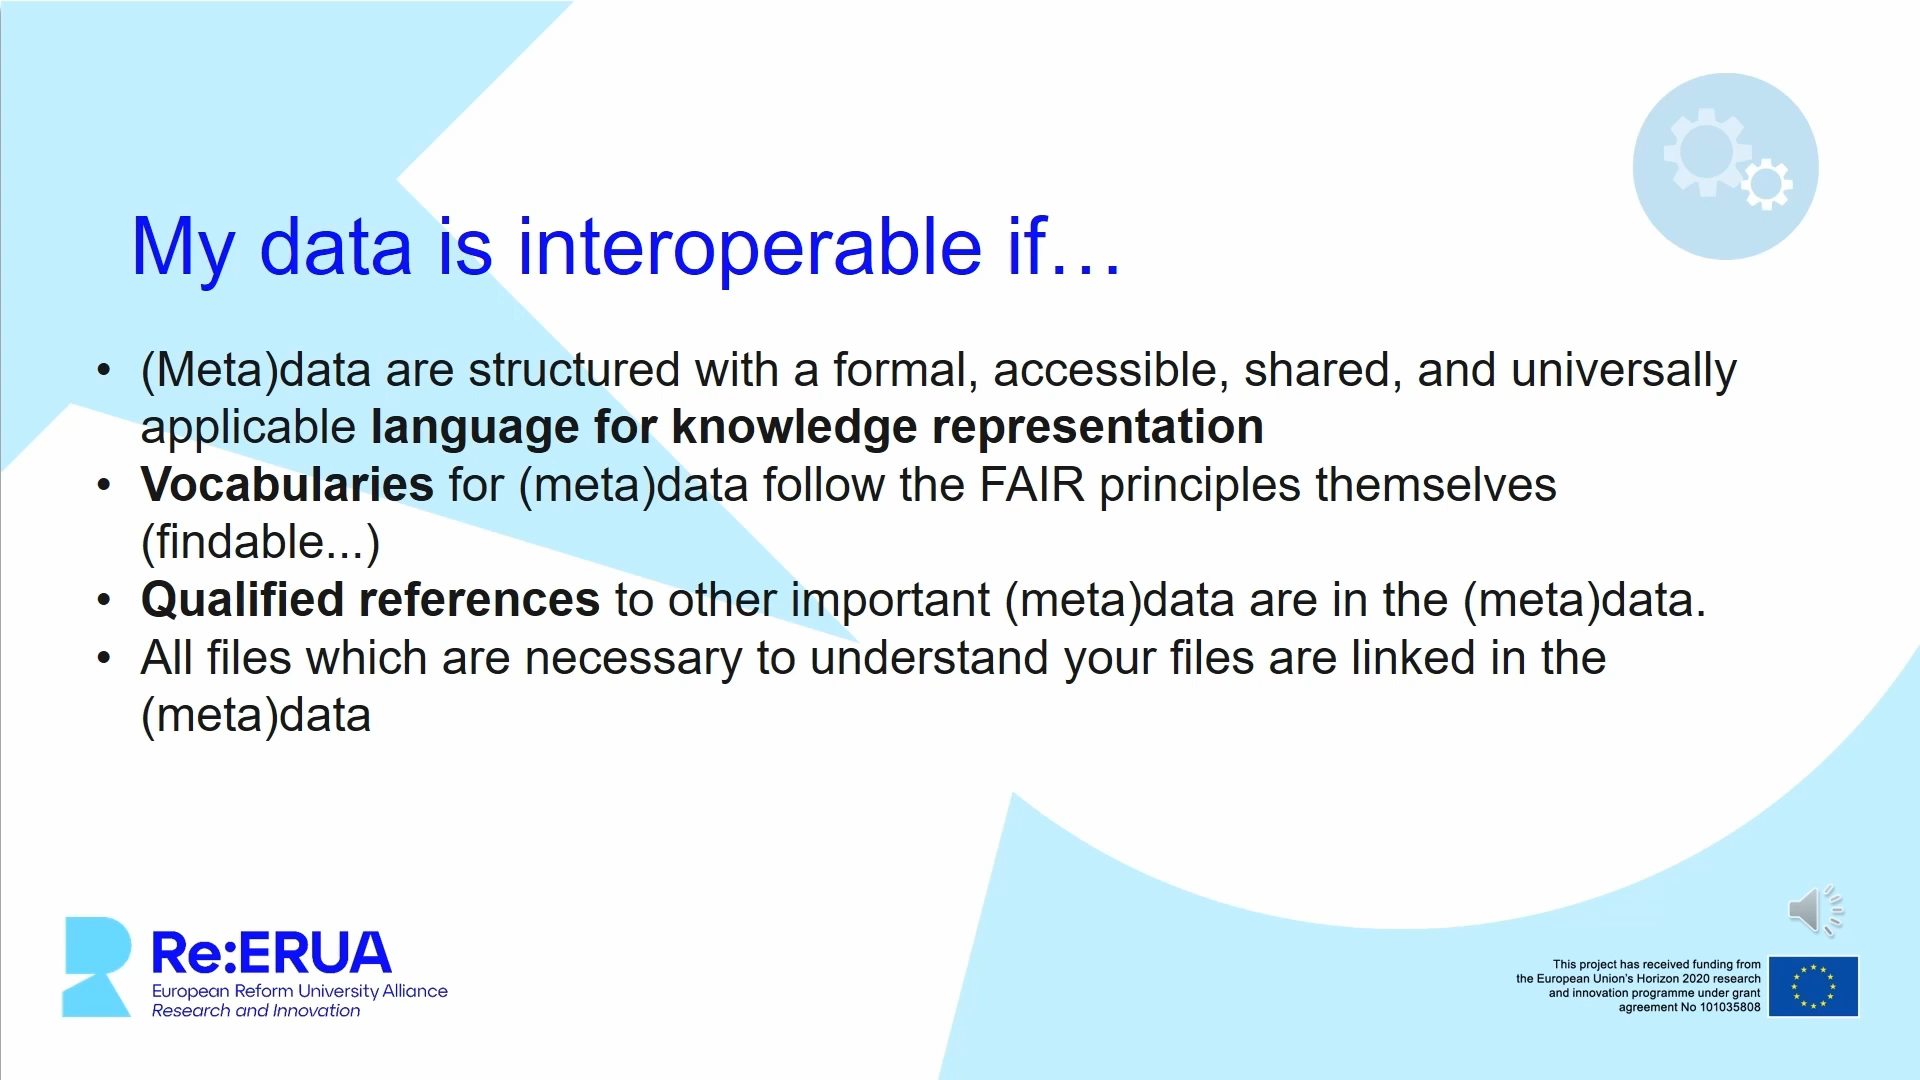 My data is interoperable if…
• (Meta)data are structured with a formal, accessible, shared, and universally
applicable language for knowledge representation
• Vocabularies for (meta)data follow the FAIR principles themselves
(findable...)
• Qualified references to other important (meta)data are in the (meta)data.
• All files which are necessary to understand your files are linked in the
(meta)data
Re:ERUA
European Reform University Alliance
Research and Innovation
This project has received funding from
the European Union's Horizon 2020 research
and innovation programme under grant
agreement No 101035808